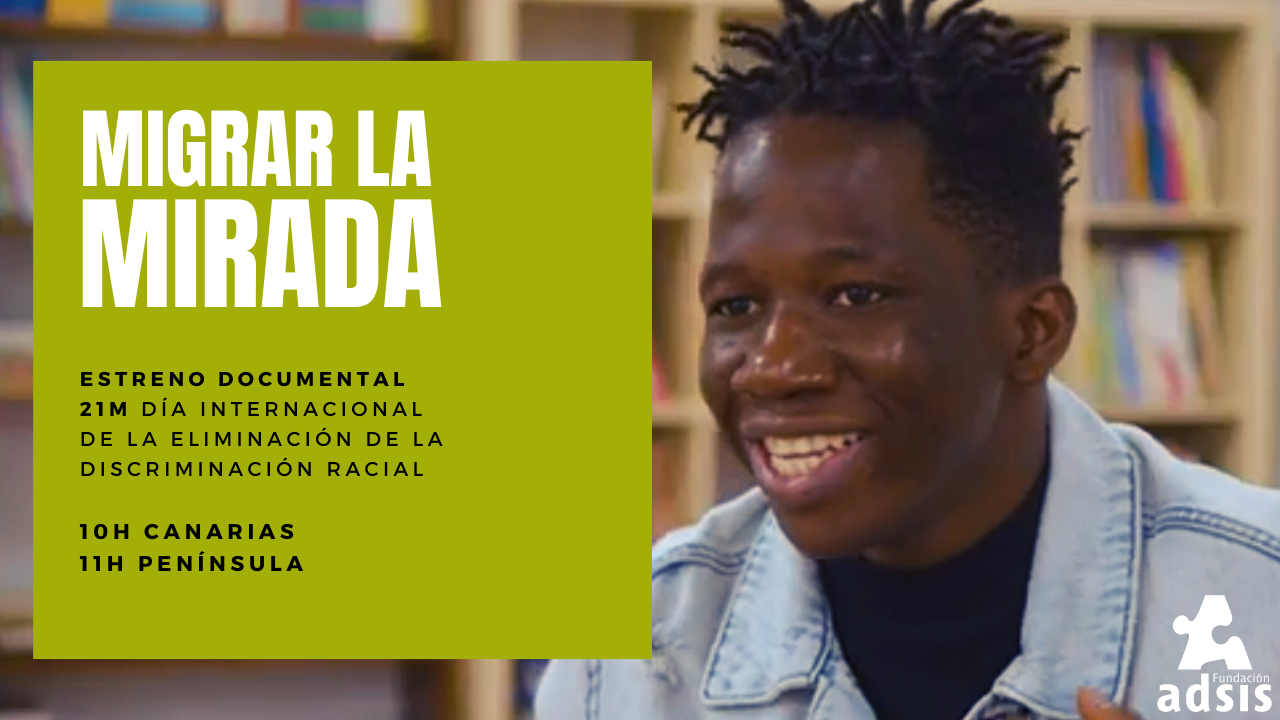 MIGRAR LA
MIRADA
ESTRENO DOCUMENTAL
21M DÍA INTERNACIONAL
DE LA ELIMINACIÓN DE LA
DISCRIMINACIÓN RACIAL
10H CANARIAS
11H PENÍNSULA
Fundación
adsis